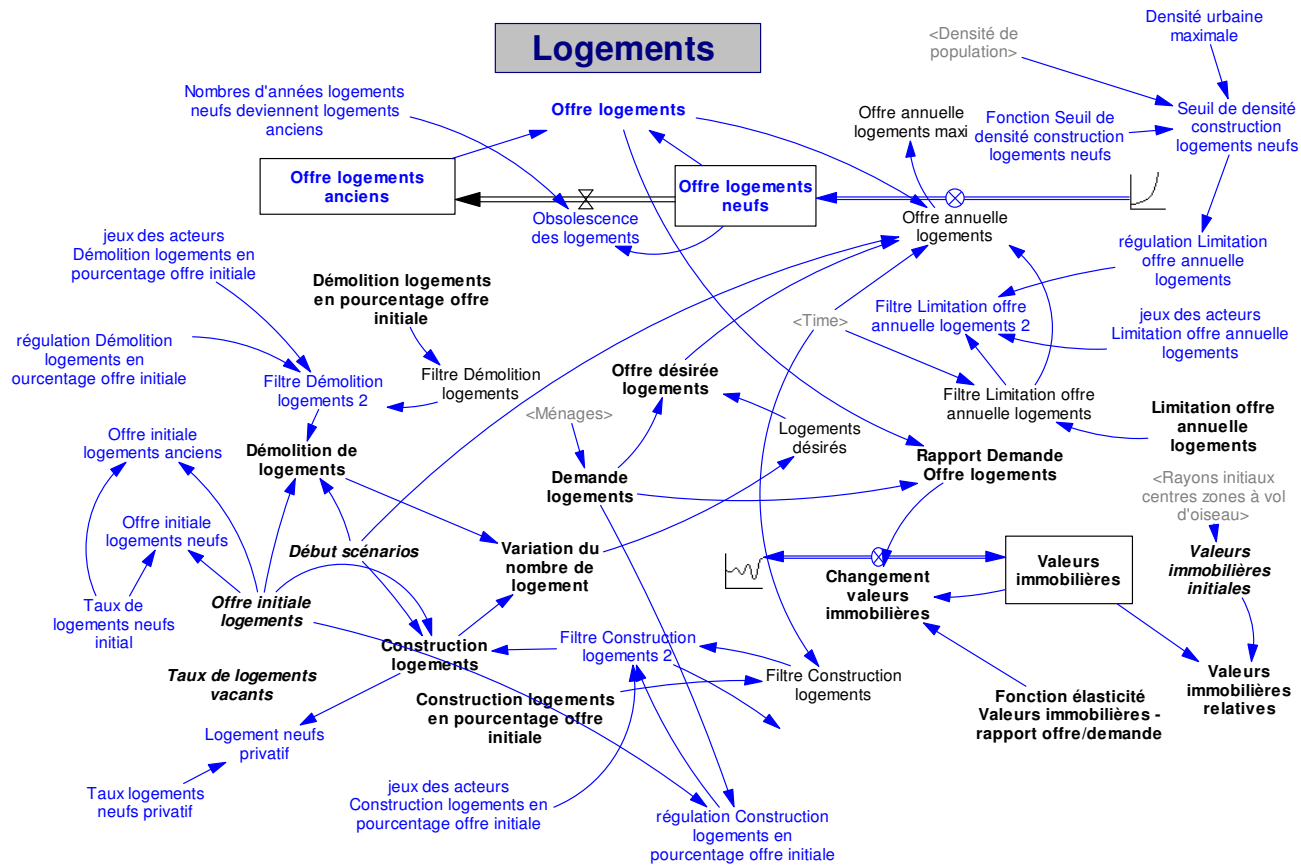 Logements
<Densité de
population>
Densité urbaine
maximale
Nombres d'années logements
neufs deviennent logements
anciens
Offre logements
Offre annuelle
logements maxi
Fonction Seuil de
densité construction
logements neufs
Seuil de densité
construction
logements neufs
Offre logements
anciens
Offre logements
neufs
Obsolescence
des logements
Offre annuelle
logements
jeux des acteurs
Démolition logements en
pourcentage offre initiale
Démolition logements
en pourcentage offre
initiale
régulation Limitation
offre annuelle
logements
<Time>
Filtre Limitation offre
annuelle logements 2
jeux des acteurs
Limitation offre annuelle
logements
régulation Démolition
logements en
ourcentage offre initiale
Filtre Démolition
logements 2
Filtre Démolition
logements
Offre désirée
logements
Filtre Limitation offre
annuelle logements
<Ménages>
Logements
désirés
Limitation offre
annuelle
logements
Offre initiale
logements anciens
Démolition de
logements
Demande
logements
Rapport Demande
Offre logements
<Rayons initiaux
centres zones à vol
d'oiseau>
Offre initiale
logements neufs
Début scénarios
Variation du
nombre de
logement
Changement
valeurs
immobilières
Valeurs
immobilières
Valeurs
immobilières
initiales
Taux de
logements neufs
initial
Offre initiale
logements
Construction
logements
Filtre Construction
logements 2
Filtre Construction
logements
Taux de logements
vacants
Construction logements
en pourcentage offre
initiale
Fonction élasticité
Valeurs immobilières -
rapport offre/demande
Valeurs
immobilières
relatives
Logement neufs
privatif
Taux logements
neufs privatif
jeux des acteurs
Construction logements en
pourcentage offre initiale
régulation Construction
logements en
pourcentage offre initiale